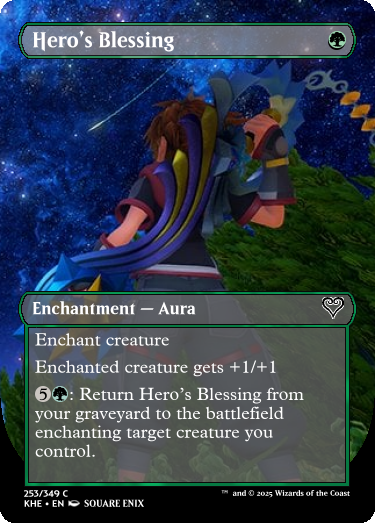 Hero's Blessing
Enchantment — Aura
Enchant creature
Enchanted creature gets +1/+1
5: Return Hero's Blessing from
your graveyard to the battlefield
enchanting target creature you
control.
253/349 C
KHE • EN SQUARE ENIX
™ and © 2025 Wizards of the Coast